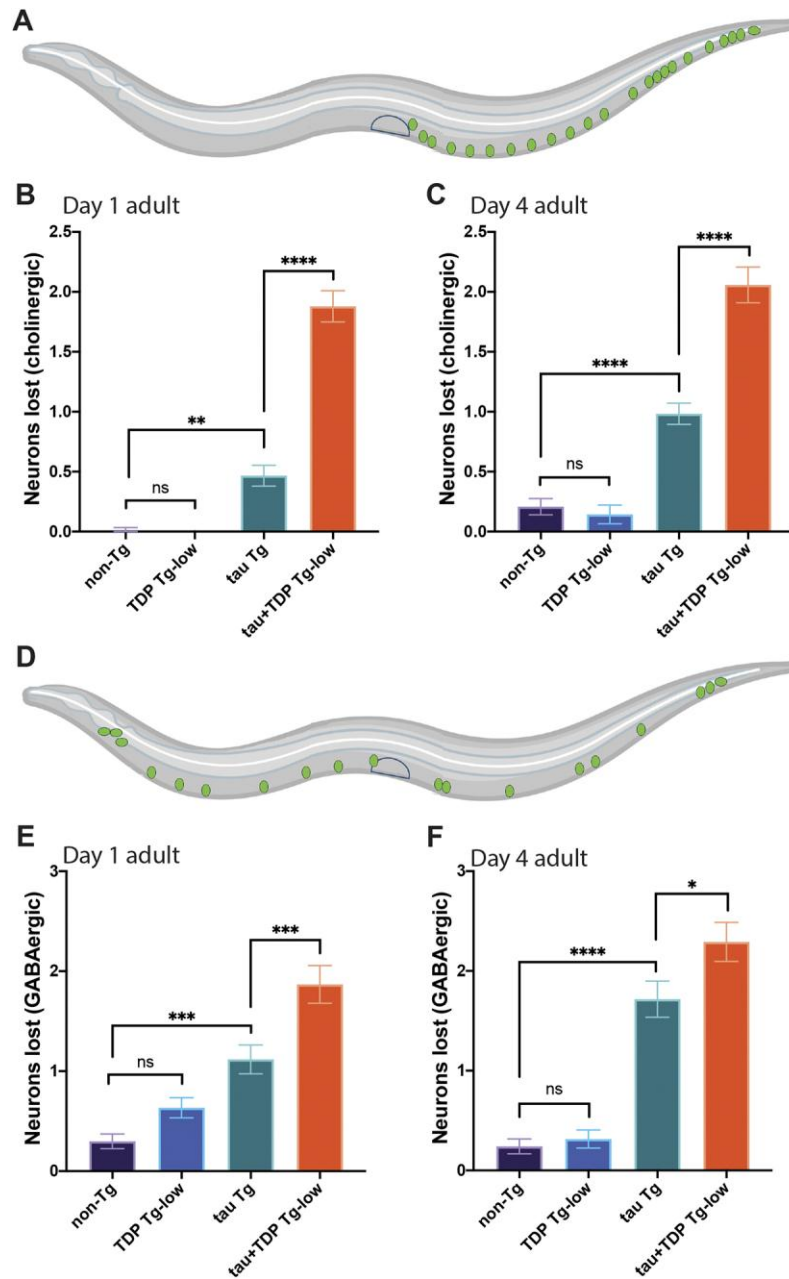 A
B
Day 1 adult
Neurons lost (cholinergic)
2.5
2.0
1.5
1.0
0.5
0.0
****
**
ns
non-Tg
TDP Tg-low
tau Tg
tau+TDP Tg-low
C
Day 4 adult
Neurons lost (cholinergic)
2.5
2.0
1.5
1.0
0.5
0.0
****
****
ns
non-Tg
TDP Tg-low
tau Tg
tau+TDP Tg-low
D
E
Day 1 adult
Neurons lost (GABAergic)
3
2
1
0
***
***
ns
non-Tg
TDP Tg-low
tau Tg
tau+TDP Tg-low
F
Day 4 adult
Neurons lost (GABAergic)
3
2
1
0
*
****
ns
non-Tg
TDP Tg-low
tau Tg
tau+TDP Tg-low